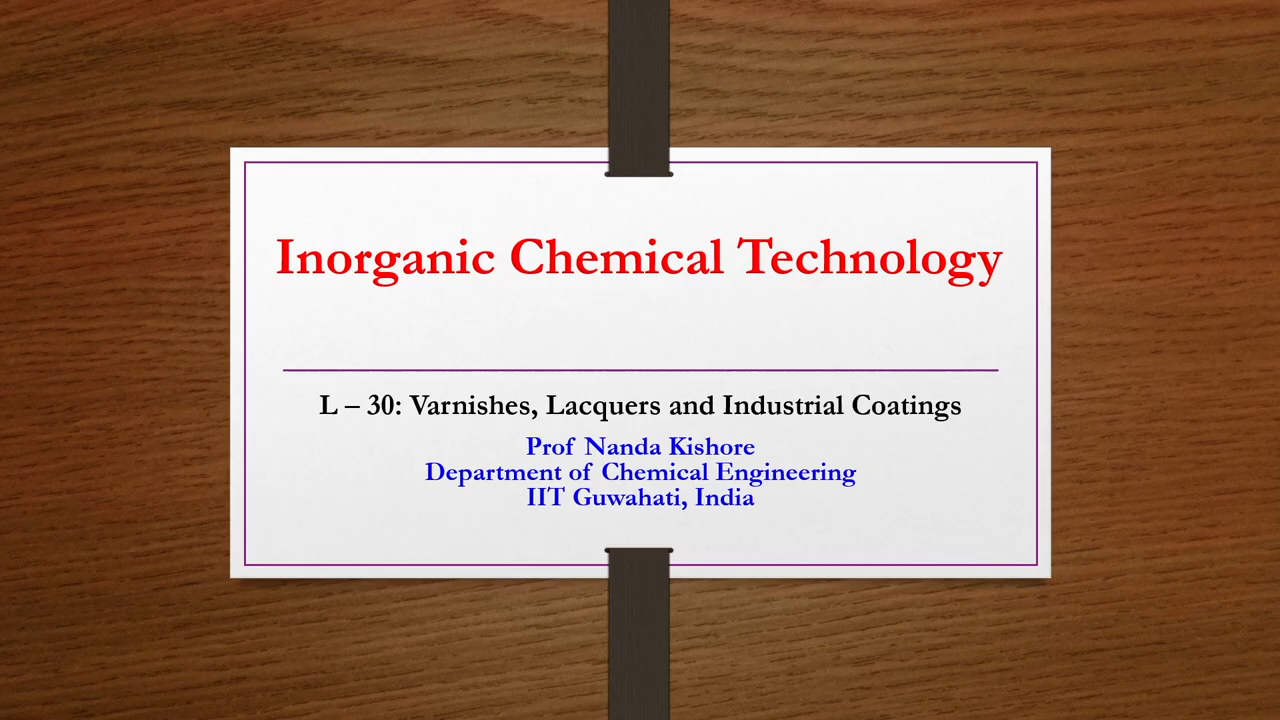 Inorganic Chemical Technology
L – 30: Varnishes, Lacquers and Industrial Coatings
Prof Nanda Kishore
Department of Chemical Engineering
IIT Guwahati, India